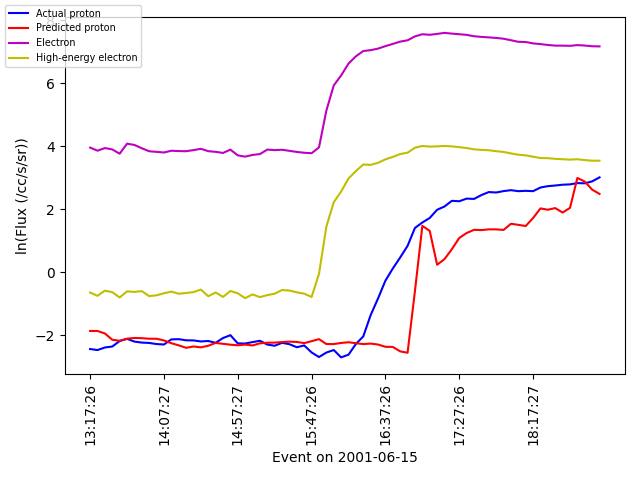 Actual proton
Predicted proton
Electron
High-energy electron
8
6
4
2
0
−2
ln(Flux (/cc/s/sr))
13:17:26
14:07:27
14:57:27
15:47:26
16:37:26
17:27:26
18:17:27
Event on 2001-06-15